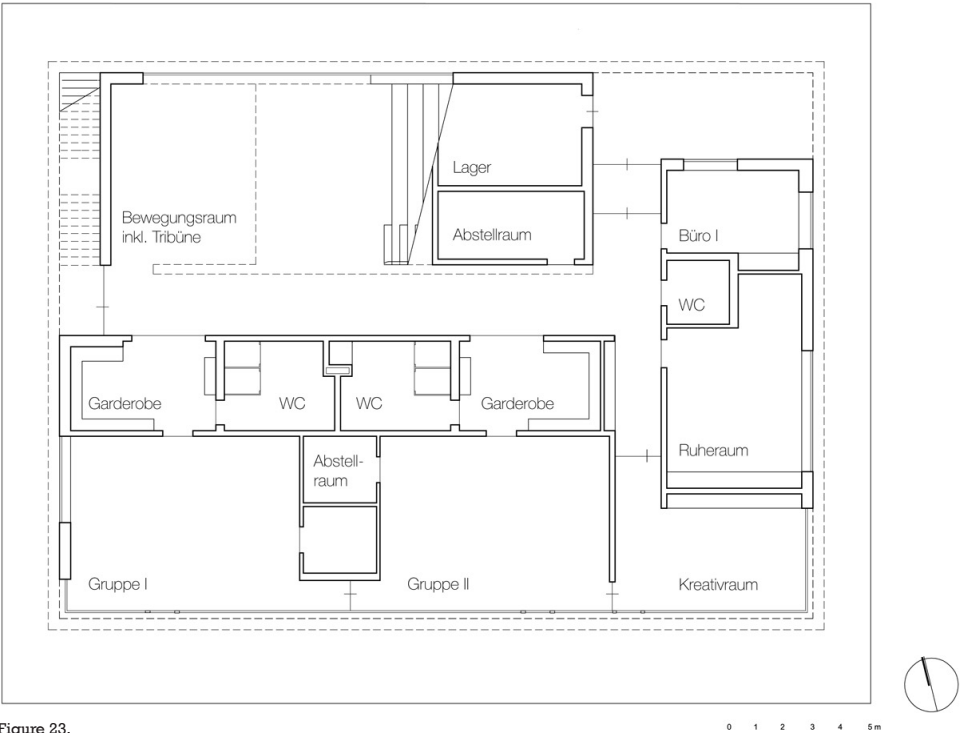 Lager
Bewegungsraum
inkl. Tribüne
Abstellraum
Büro I
WC
Garderobe
WC
WC
Garderobe
Abstell-
raum
Ruheraum
Gruppe I
Gruppe II
Kreativraum
Figure 23.
0 1 2 3 4 5 m